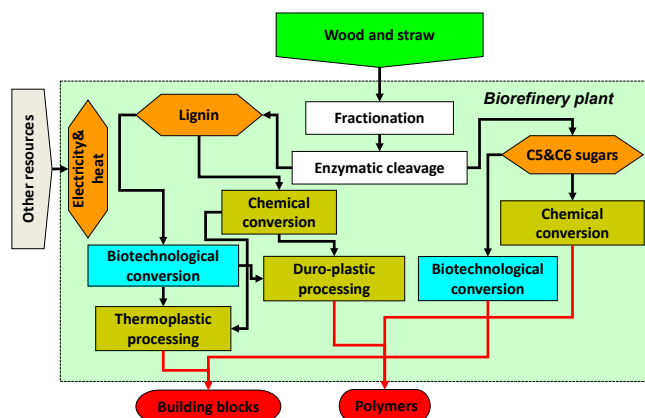 Wood and straw
Biorefinery plant
Fractionation
Lignin
Enzymatic cleavage
C5&C6 sugars
Other resources
Electricity&
heat
Chemical
conversion
Chemical
conversion
Biotechnological
conversion
Duro-plastic
processing
Biotechnological
conversion
Thermoplastic
processing
Building blocks
Polymers